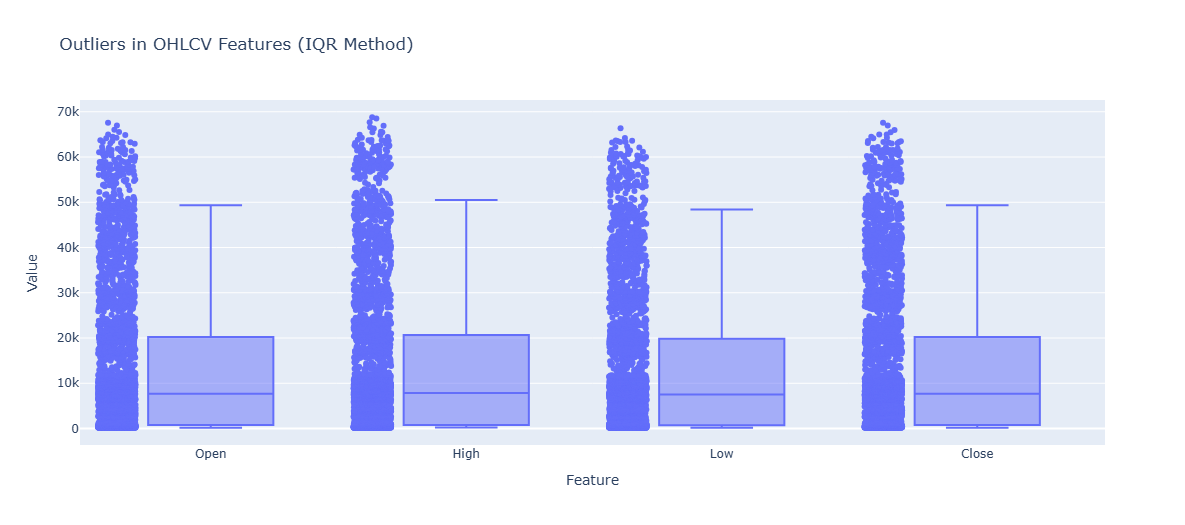 Outliers in OHLCV Features (IQR Method)
70k
60k
50k
40k
30k
20k
10k
0
Value
Open High Low Close
Feature